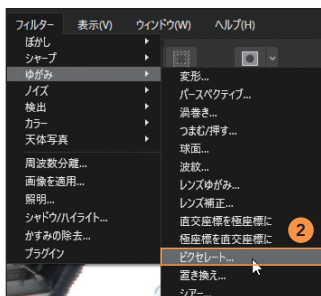 フィルター 表示(V) ウィンドウ(W) ヘルプ(H)
ぼかし
シャープ
ゆがみ
ノイズ
検出
カラー
天体写真
周波数分離...
画像を適用...
照明...
シャドウ/ハイライト...
かすみの除去...
プラグイン
変形...
パースペクティブ...
渦巻き...
つまむ/押す...
球面...
波紋...
レンズゆがみ...
レンズ補正...
直交座標を極座標に
極座標を直交座標に
2
ピクセレート...
置き換え...
シアー...